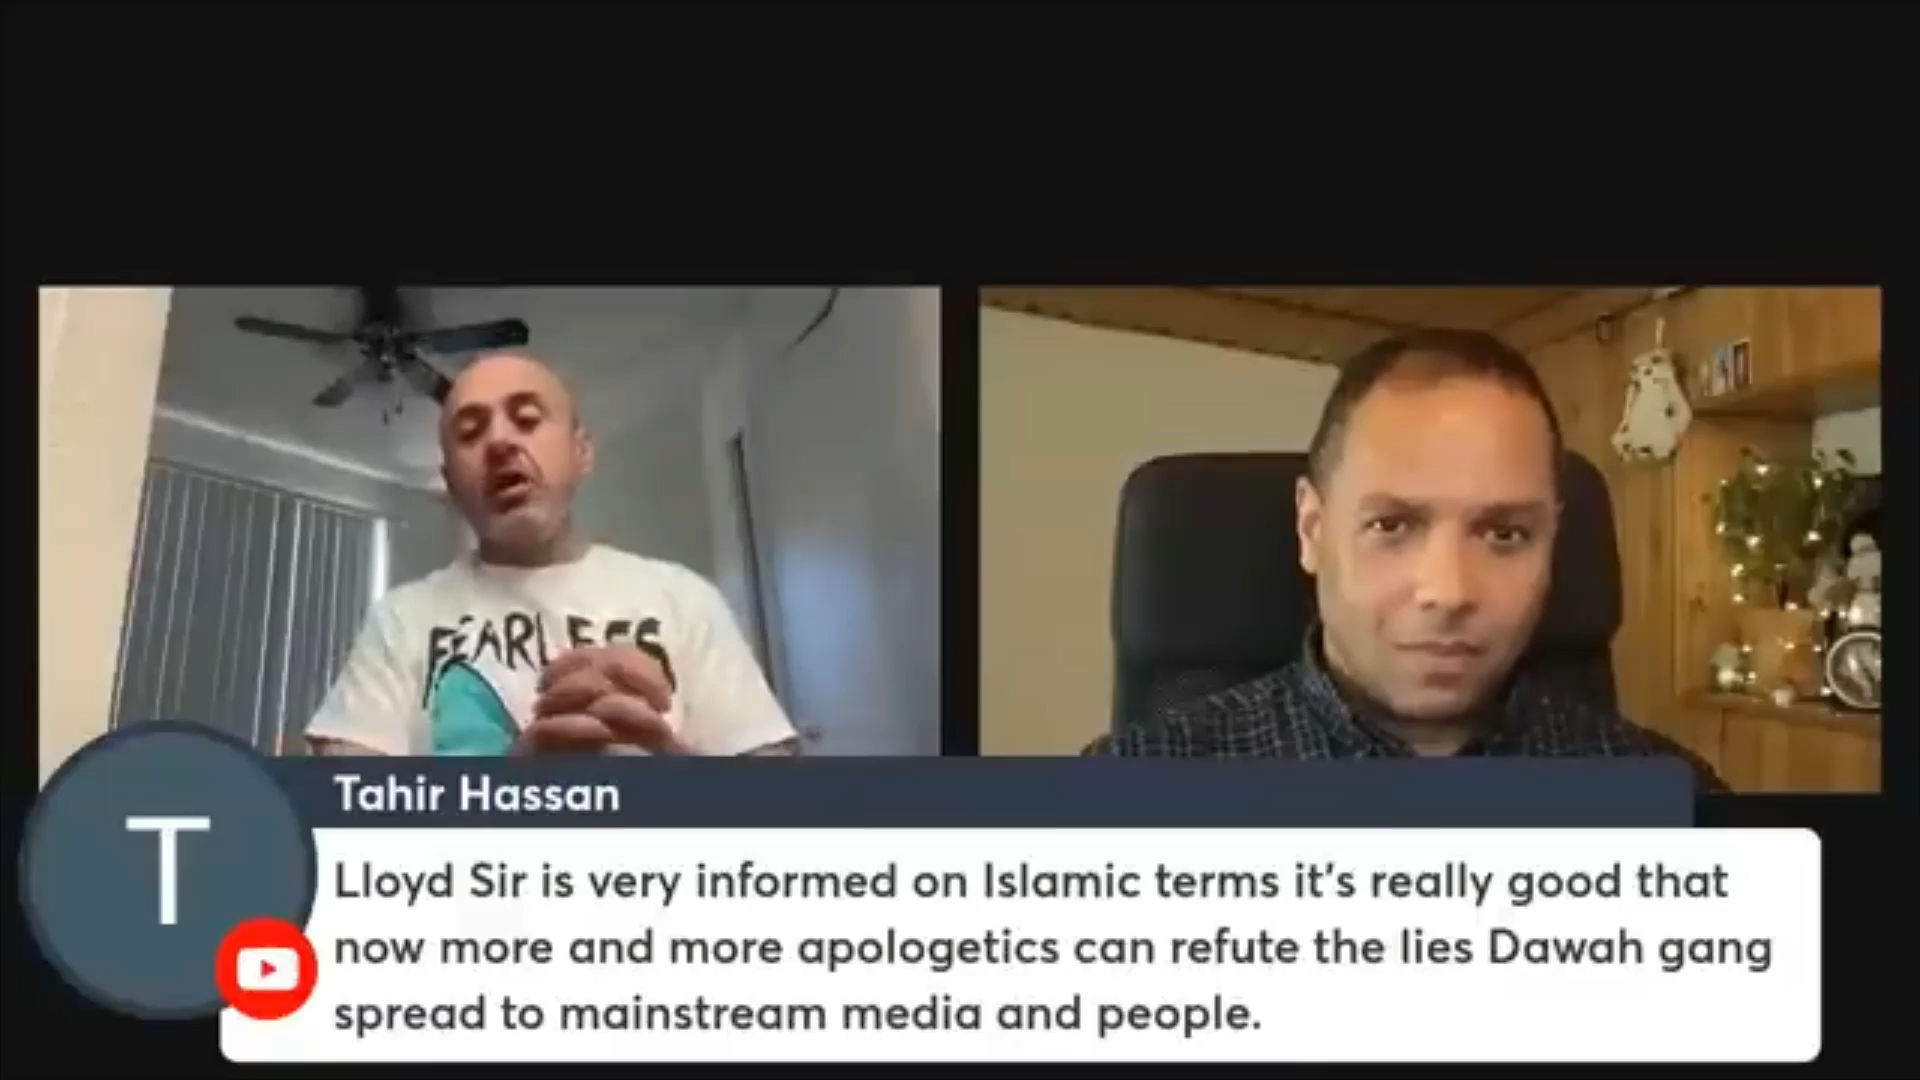 FEARLESS
Tahir Hassan
T
Lloyd Sir is very informed on Islamic terms it's really good that
now more and more apologetics can refute the lies Dawah gang
spread to mainstream media and people.